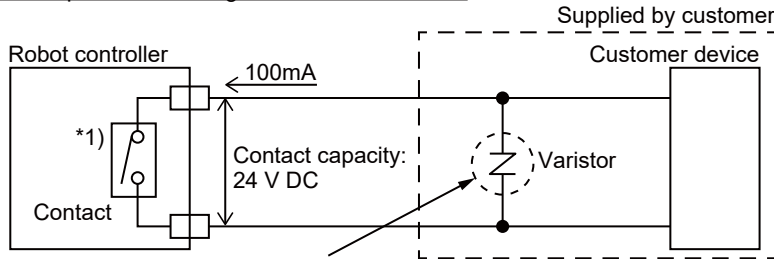 Supplied by customer
Robot controller
Customer device
100mA
*1)
Contact capacity:
24 V DC
Varistor
Contact